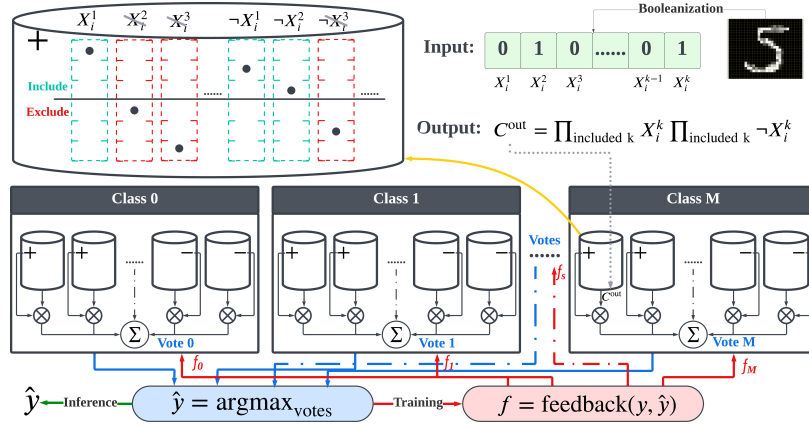 X_i^1 X_i^2 X_i^3 ¬X_i^1 ¬X_i^2 ¬X_i^3
+
Include
Exclude
...... ......
Booleanization
Input: 0 1 0 ...... 0 1
X_i^1 X_i^2 X_i^3 X_i^{k−1} X_i^k
Output: C^out = ∏_{included k} X_i^k ∏_{included k} ¬X_i^k
Class 0 Class 1 Class M
+ + ...... − −
+ + ...... − −
+ + ...... − −
Votes
......
f_s
C^out
Σ Σ Σ
Vote 0 Vote 1 Vote M
f_0 f_1 f_M
ŷ Inference ŷ = argmax_votes Training f = feedback(y, ŷ)